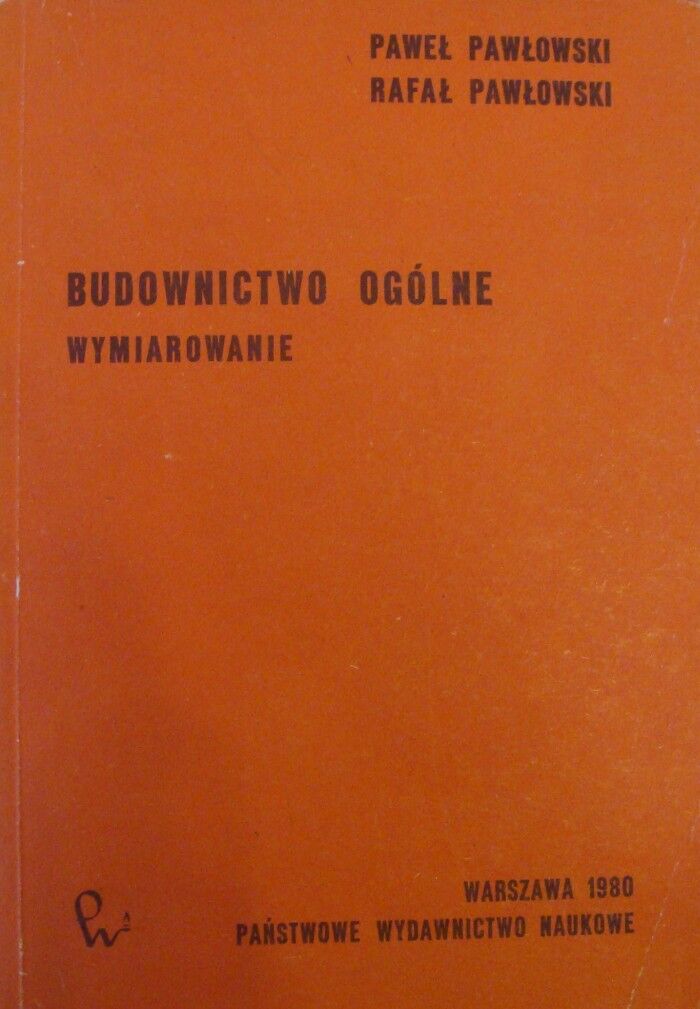 PAWEŁ PAWŁOWSKI
RAFAŁ PAWŁOWSKI
BUDOWNICTWO OGÓLNE
WYMIAROWANIE
WARSZAWA 1980
PAŃSTWOWE WYDAWNICTWO NAUKOWE